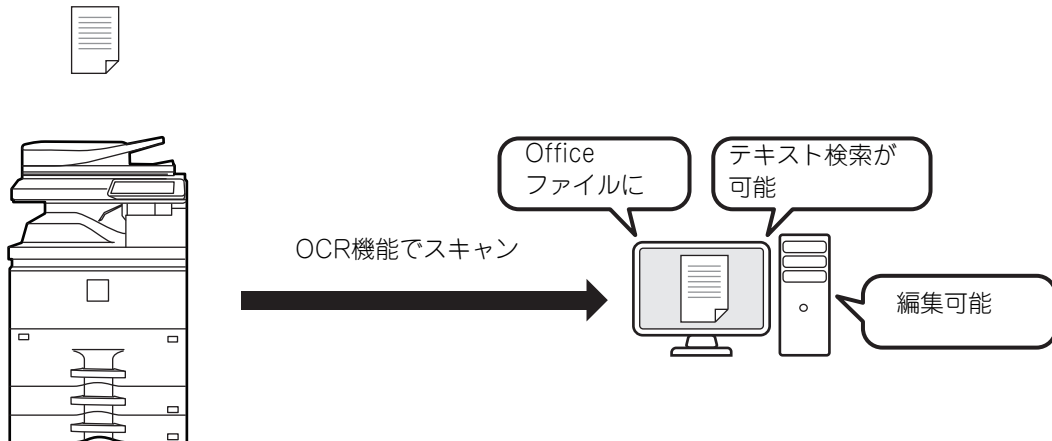 Office
ファイルに
テキスト検索が
可能
OCR機能でスキャン
編集可能